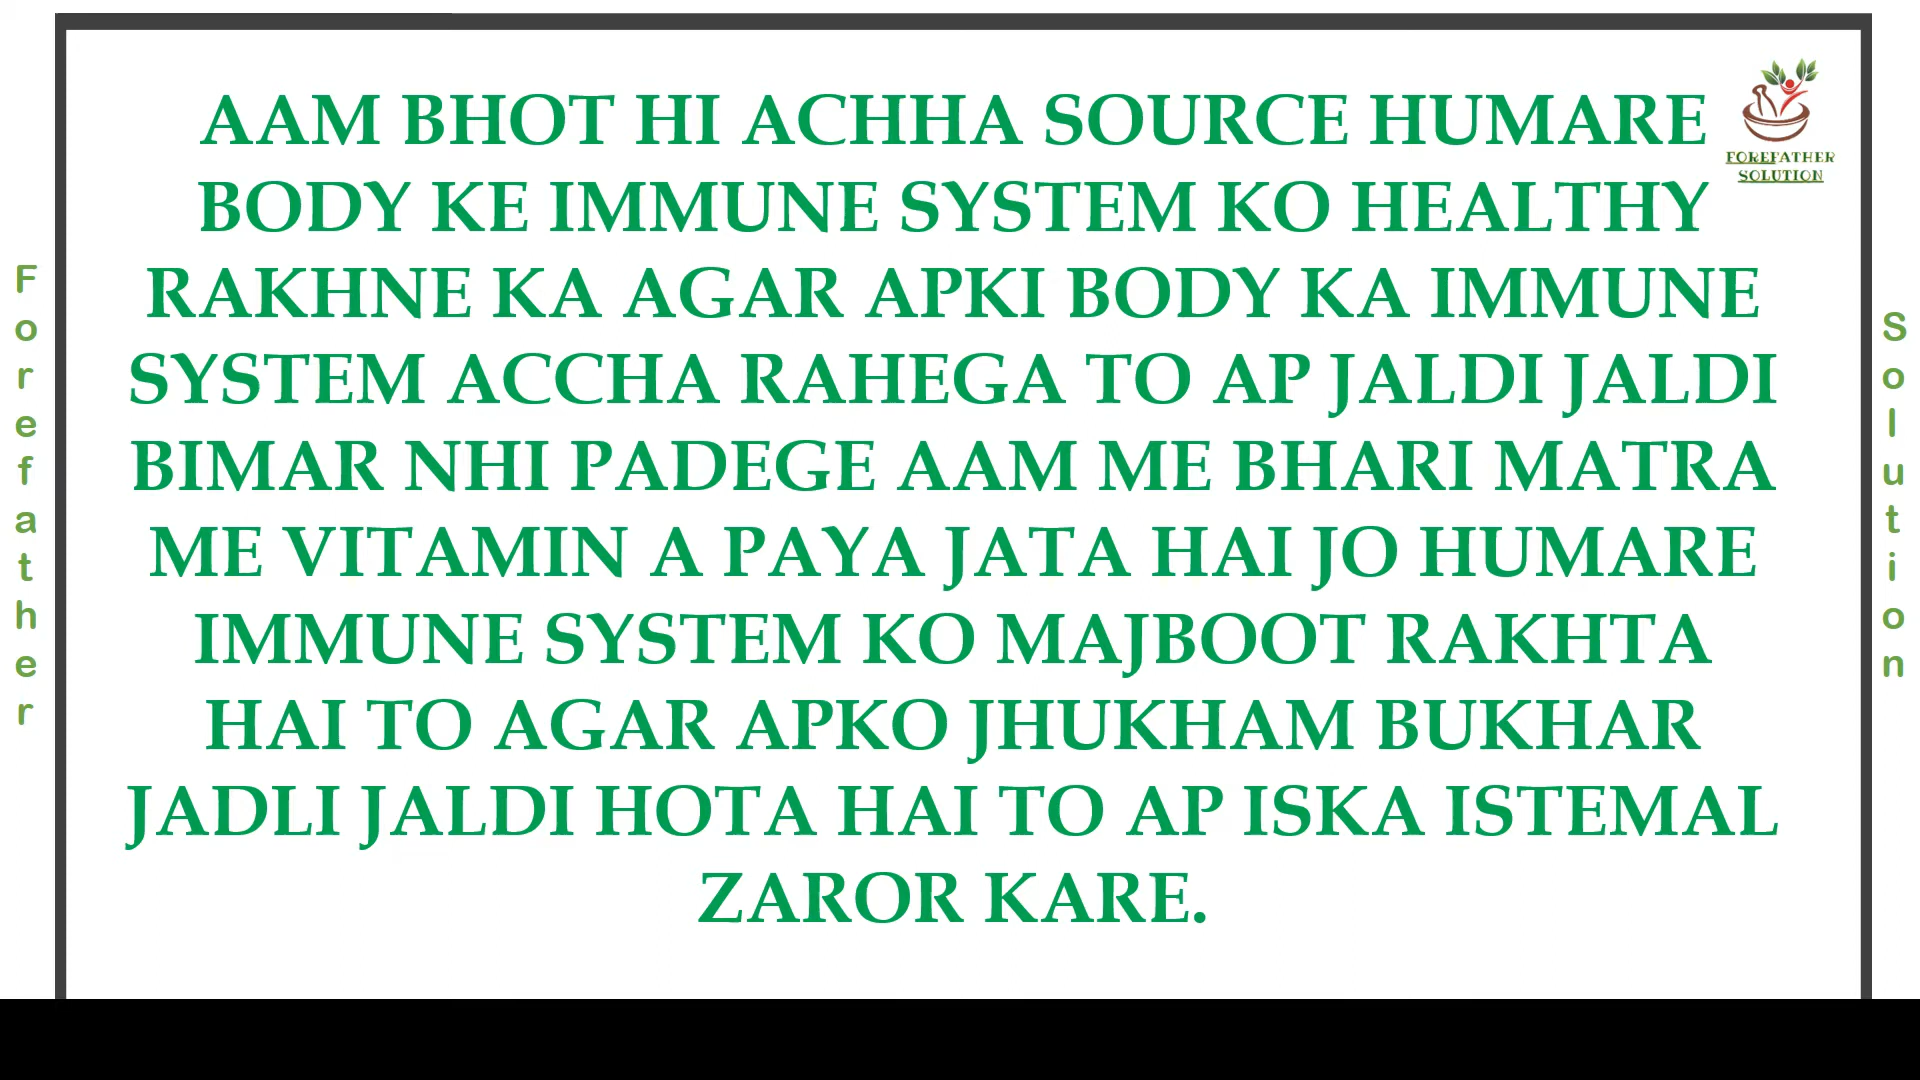 AAM BHOT HI ACHHA SOURCE HUMARE
BODY KE IMMUNE SYSTEM KO HEALTHY
RAKHNE KA AGAR APKI BODY KA IMMUNE
SYSTEM ACCHA RAHEGA TO AP JALDI JALDI
BIMAR NHI PADEGE AAM ME BHARI MATRA
ME VITAMIN A PAYA JATA HAI JO HUMARE
IMMUNE SYSTEM KO MAJBOOT RAKHTA
HAI TO AGAR APKO JHUKHAM BUKHAR
JADLI JALDI HOTA HAI TO AP ISKA ISTEMAL
ZAROR KARE.
FOREFATHER
SOLUTION
Forefather
Solution